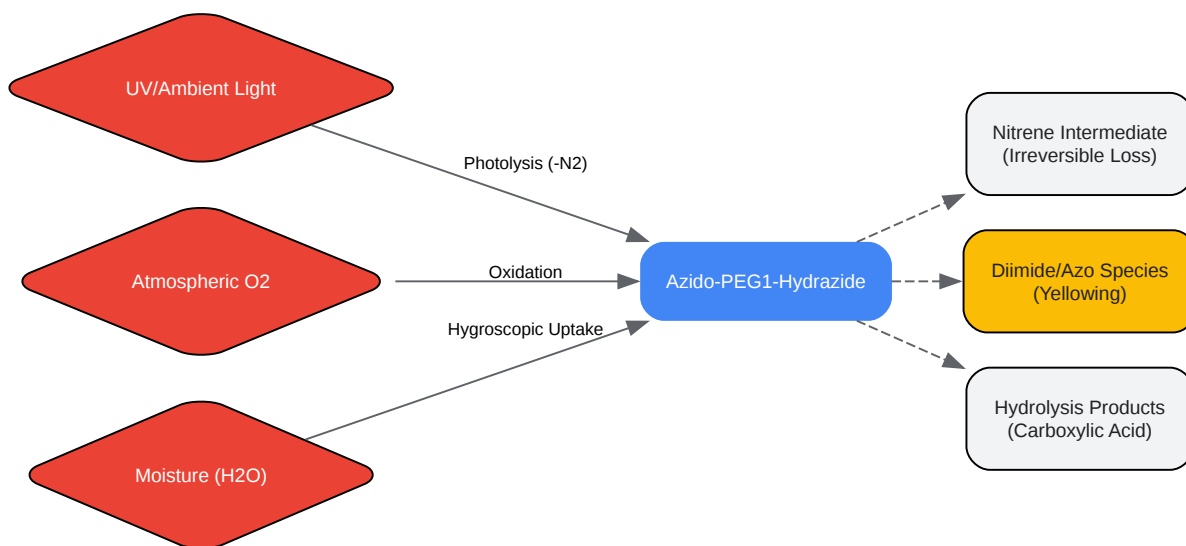 UV/Ambient Light
Photolysis (-N2)
Nitrene Intermediate
(Irreversible Loss)
Atmospheric O2
Oxidation
Azido-PEG1-Hydrazide
Diimide/Azo Species
(Yellowing)
Hygroscopic Uptake
Moisture (H2O)
Hydrolysis Products
(Carboxylic Acid)